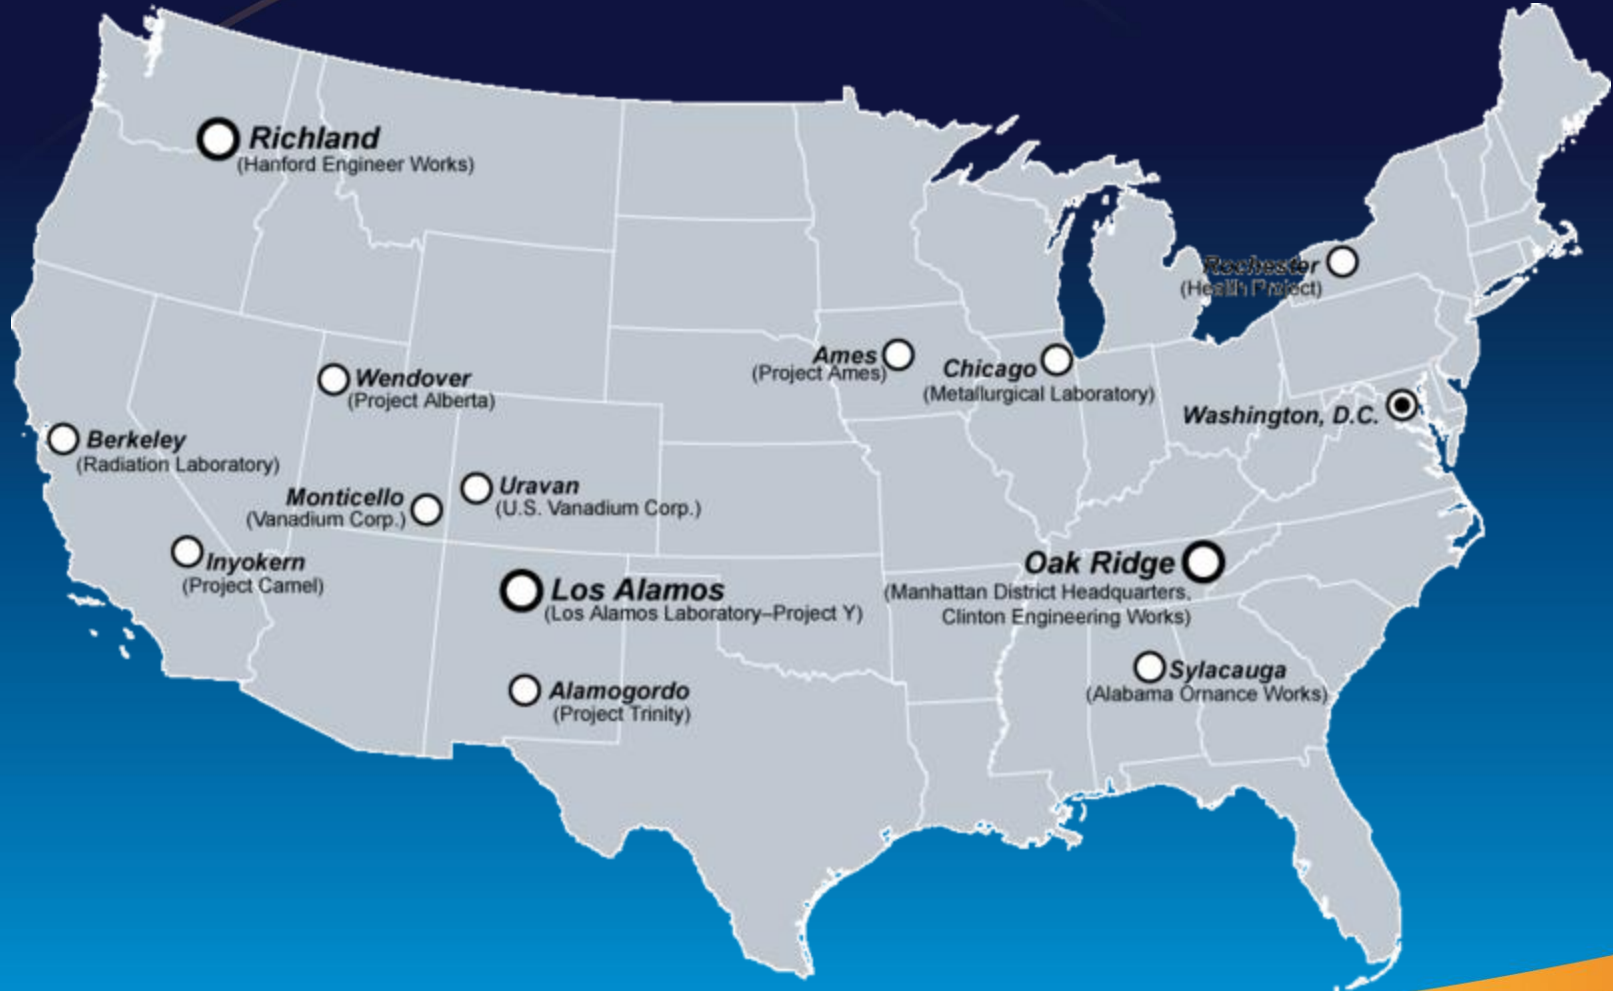 Richland
(Hanford Engineer Works)
Rochester
(Health Project)
Ames
(Project Ames)
Chicago
(Metallurgical Laboratory)
Wendover
(Project Alberta)
Washington, D.C.
Berkeley
(Radiation Laboratory)
Monticello
(Vanadium Corp.)
Uravan
(U.S. Vanadium Corp.)
Inyokern
(Project Camel)
Los Alamos
(Los Alamos Laboratory–Project Y)
Oak Ridge
(Manhattan District Headquarters,
Clinton Engineering Works)
Alamogordo
(Project Trinity)
Sylacauga
(Alabama Ornance Works)